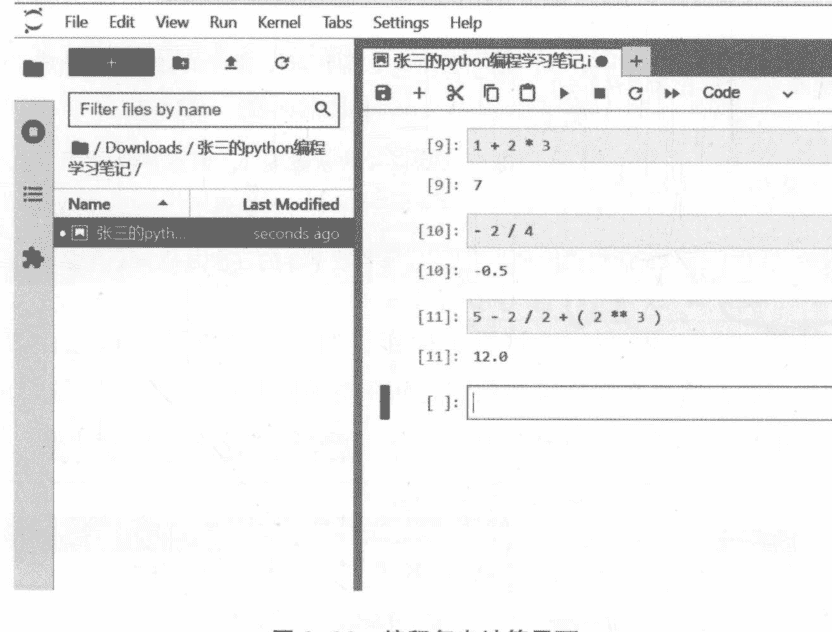 File Edit View Run Kernel Tabs Settings Help
+
Filter files by name
/ Downloads / 张三的python编程
学习笔记 /
Name Last Modified
张三的pyth... seconds ago
张三的python编程学习笔记.i
+
Code
[9]: 1 + 2 * 3
[9]: 7
[10]: - 2 / 4
[10]: -0.5
[11]: 5 - 2 / 2 + ( 2 ** 3 )
[11]: 12.0
[ ]: